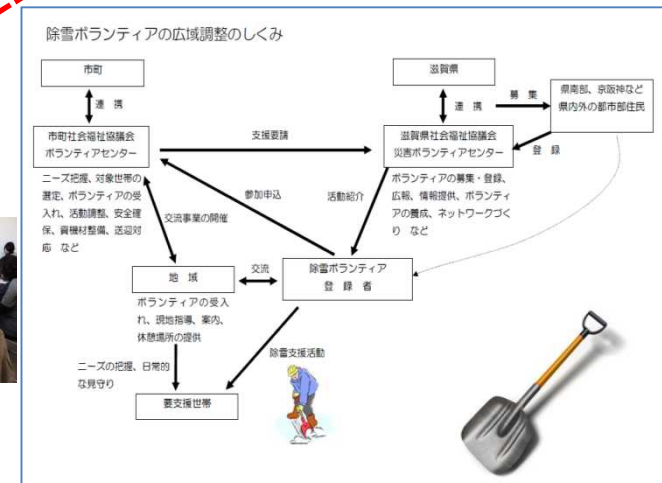 除雪ボランティアの広域調整のしくみ
市町
滋賀県
連 携
連 携
募 集
県南部、京阪神など
県内外の都市部住民
市町社会福祉協議会
ボランティアセンター
支援要請
滋賀県社会福祉協議会
災害ボランティアセンター
登 録
ニーズ把握、対象世帯の
選定、ボランティアの受
入れ、活動調整、安全確
保、資機材整備、送迎対
応 など
参加申込
活動紹介
ボランティアの募集・登録、
広報、情報提供、ボランティ
アの養成、ネットワークづく
り など
交流事業の開催
地 域
交流
除雪ボランティア
登 録 者
ボランティアの受入
れ、現地指導、案内、
休憩場所の提供
ニーズの把握、日常的
な見守り
除雪支援活動
要支援世帯